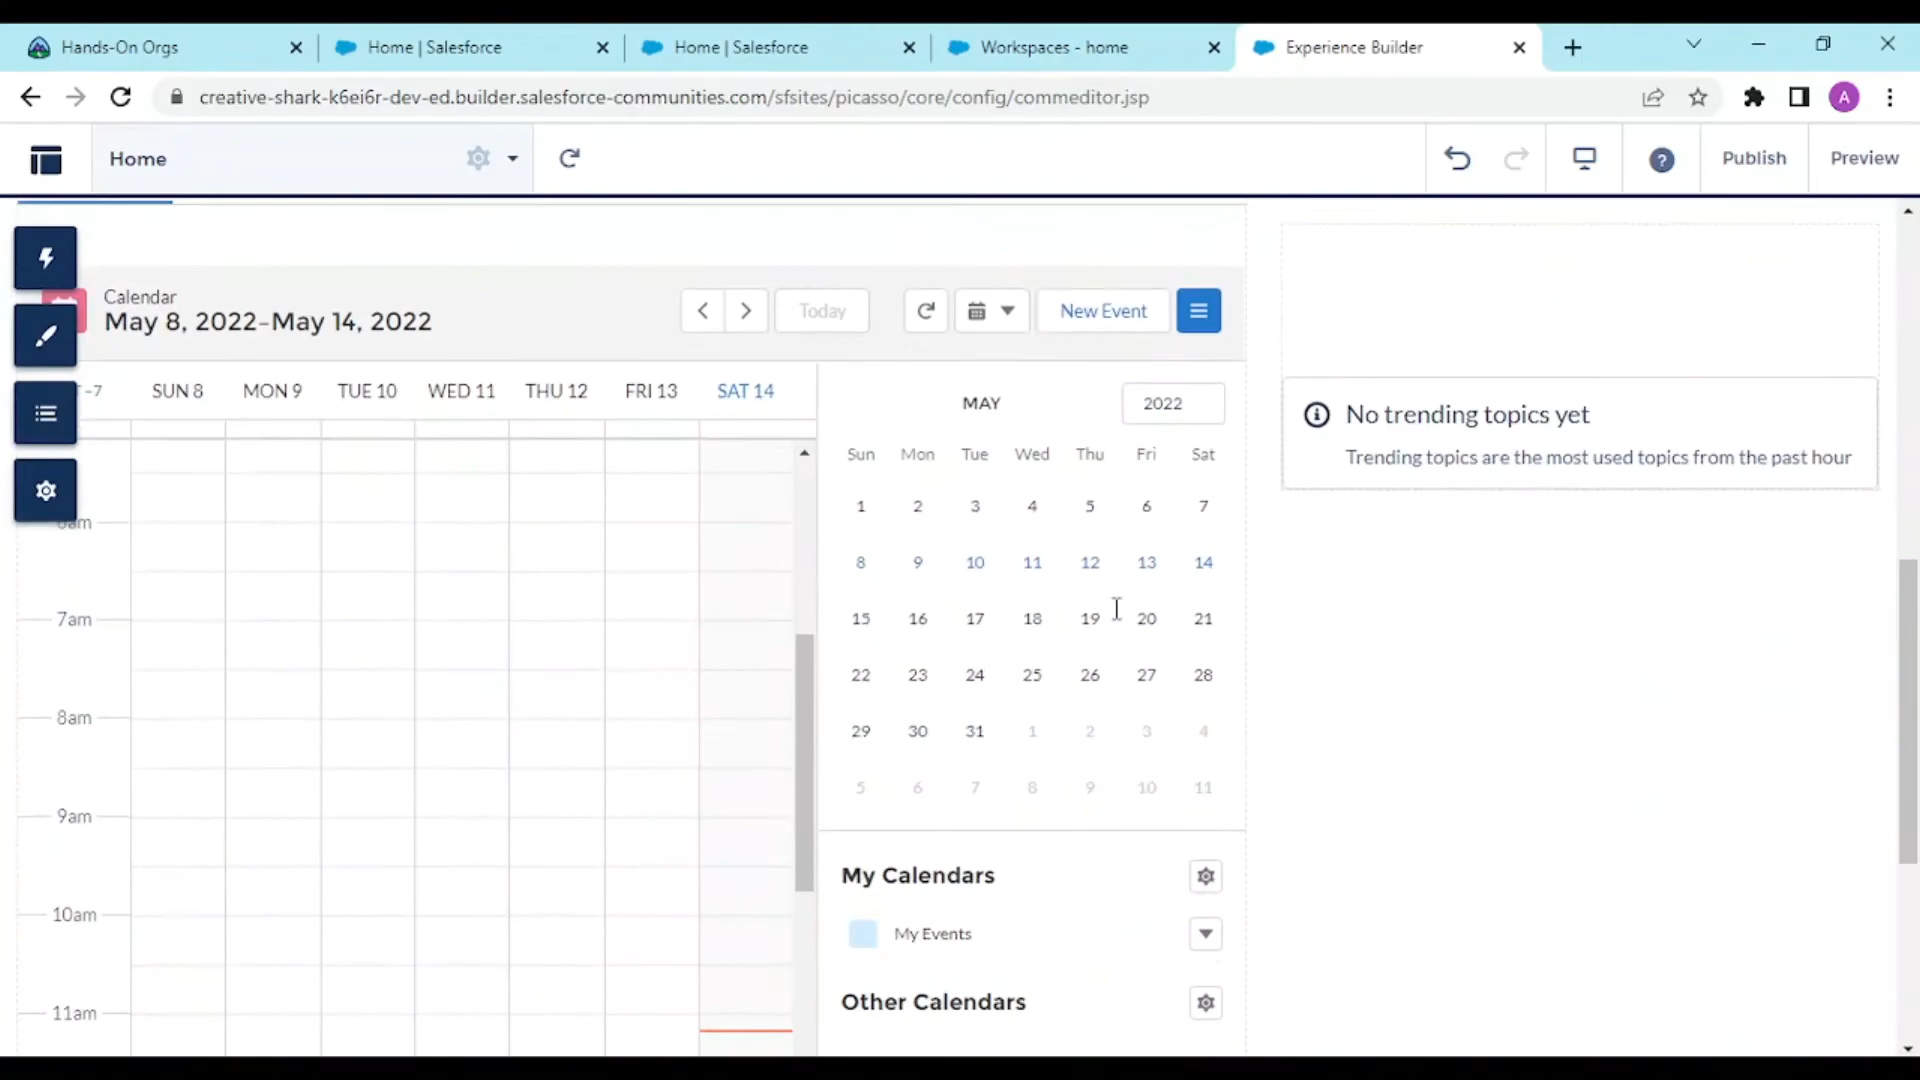 Hands-On Orgs
Home | Salesforce
Home | Salesforce
Workspaces - home
Experience Builder
creative-shark-k6ei6r-dev-ed.builder.salesforce-communities.com/sfsites/picasso/core/config/commeditor.jsp
A
Home
?
Publish
Preview
Calendar
May 8, 2022–May 14, 2022
Today
New Event
-7
SUN 8 MON 9 TUE 10 WED 11 THU 12 FRI 13 SAT 14
7am
8am
9am
10am
11am
MAY
2022
Sun Mon Tue Wed Thu Fri Sat
1 2 3 4 5 6 7
8 9 10 11 12 13 14
15 16 17 18 19 20 21
22 23 24 25 26 27 28
29 30 31 1 2 3 4
5 6 7 8 9 10 11
My Calendars
My Events
Other Calendars
No trending topics yet
Trending topics are the most used topics from the past hour